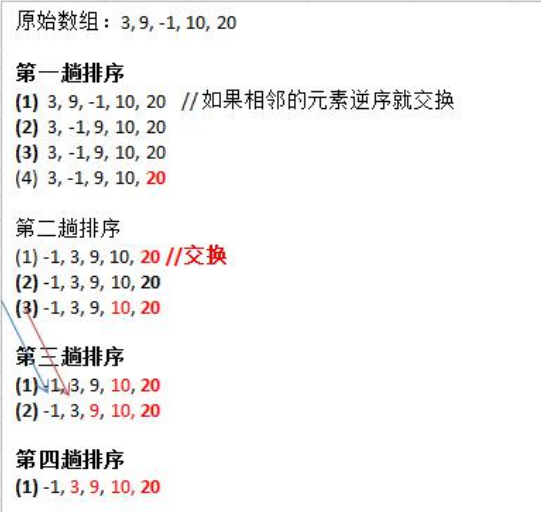 原始数组：3, 9, -1, 10, 20
第一趟排序
(1) 3, 9, -1, 10, 20 //如果相邻的元素逆序就交换
(2) 3, -1, 9, 10, 20
(3) 3, -1, 9, 10, 20
(4) 3, -1, 9, 10, 20
第二趟排序
(1) -1, 3, 9, 10, 20 //交换
(2) -1, 3, 9, 10, 20
(3) -1, 3, 9, 10, 20
第三趟排序
(1) -1, 3, 9, 10, 20
(2) -1, 3, 9, 10, 20
第四趟排序
(1) -1, 3, 9, 10, 20